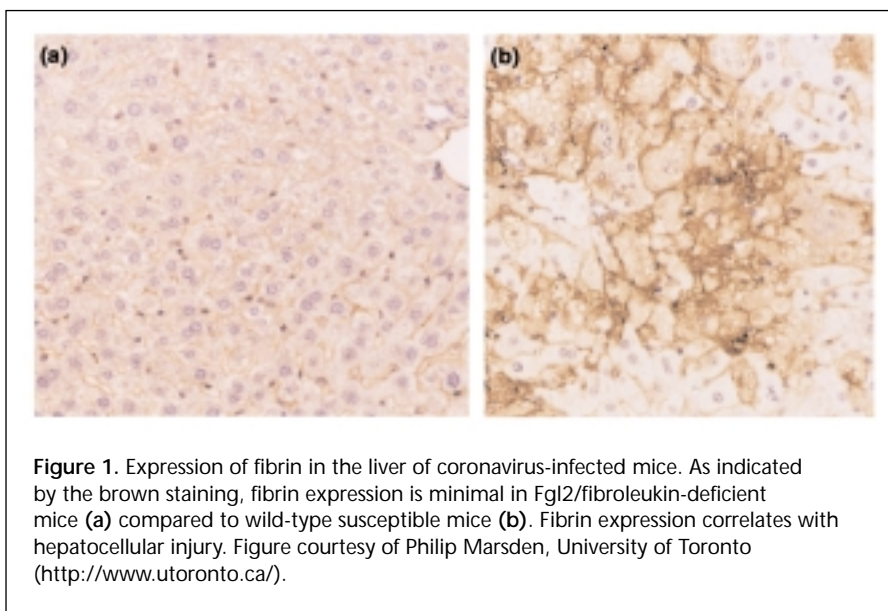 (a)
(b)
Figure 1. Expression of fibrin in the liver of coronavirus-infected mice. As indicated
by the brown staining, fibrin expression is minimal in Fgl2/fibroleukin-deficient
mice (a) compared to wild-type susceptible mice (b). Fibrin expression correlates with
hepatocellular injury. Figure courtesy of Philip Marsden, University of Toronto
(http://www.utoronto.ca/).